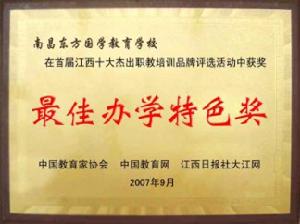 南昌东方国学教育学校
在首届江西十大杰出职教培训品牌评选活动中获奖
最佳办学特色奖
中国教育家协会 中国教育网 江西日报社大江网
2007年9月